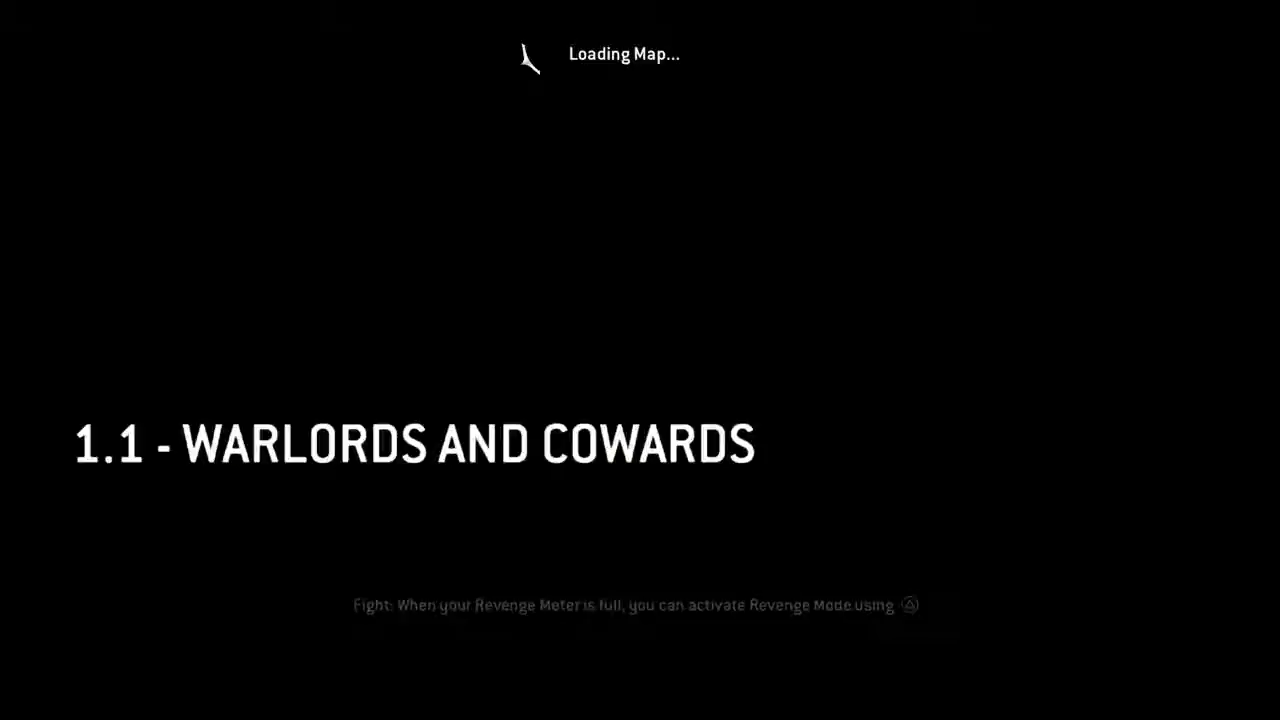 Loading Map...
1.1 - WARLORDS AND COWARDS
Fight: When your Revenge Meter is full, you can activate Revenge Mode using